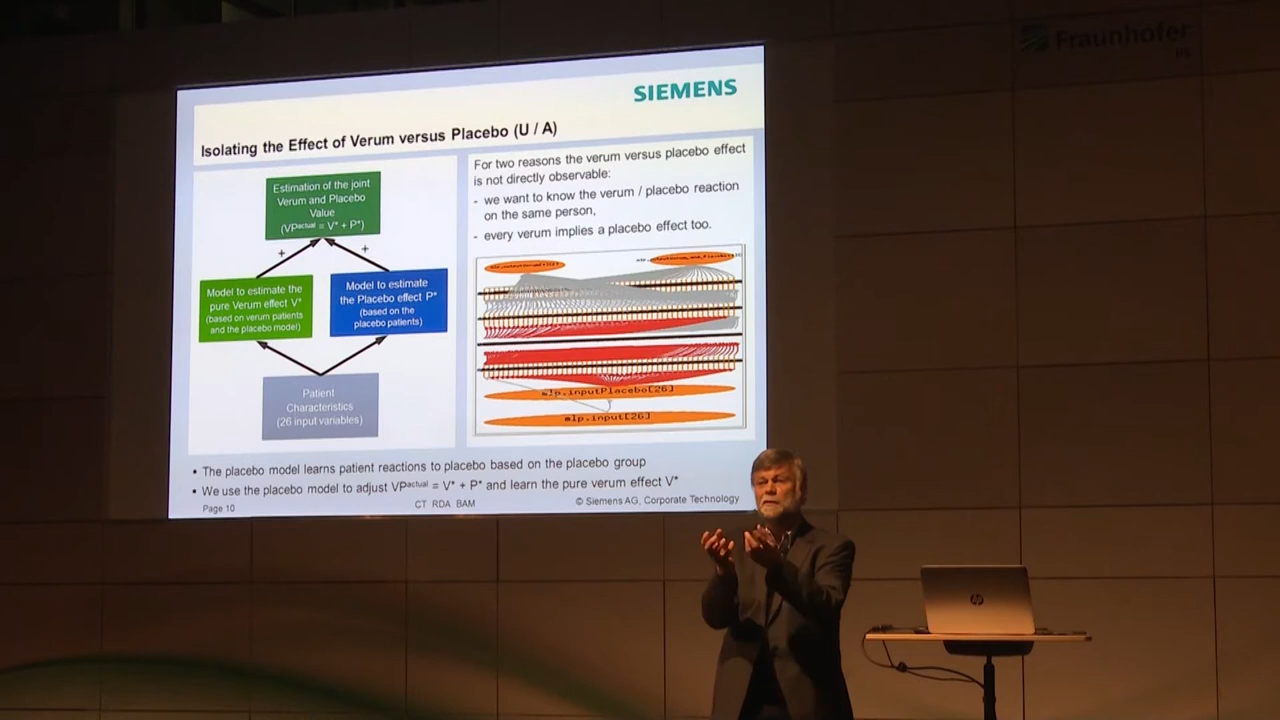 Fraunhofer
IIS
SIEMENS
Isolating the Effect of Verum versus Placebo (U / A)
Estimation of the joint
Verum and Placebo
Value
(VPactual = V* + P*)
+
+
Model to estimate the
pure Verum effect V*
(based on verum patients
and the placebo model)
Model to estimate
the Placebo effect P*
(based on the
placebo patients)
Patient
Characteristics
(26 input variables)
For two reasons the verum versus placebo effect
is not directly observable:
- we want to know the verum / placebo reaction
on the same person,
- every verum implies a placebo effect too.
mlp.inputPlacebo[26]
mlp.input[26]
• The placebo model learns patient reactions to placebo based on the placebo group
• We use the placebo model to adjust VPactual = V* + P* and learn the pure verum effect V*
Page 10
CT RDA BAM
© Siemens AG, Corporate Technology
hp